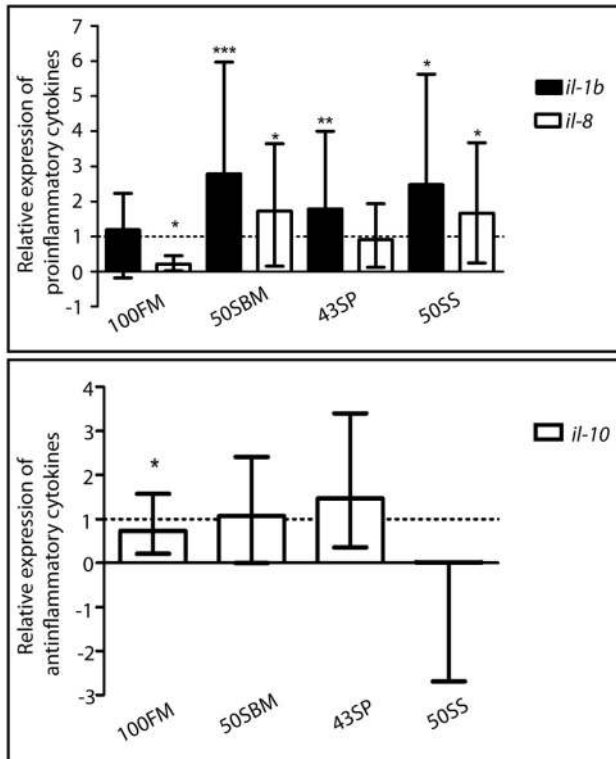 Relative expression of
proinflammatory cytokines
7
6
5
4
3
2
1
0
-1
***
*
**
*
*
*
il-1b
il-8
100FM
50SBM
43SP
50SS
Relative expression of
antinflammatory cytokines
4
3
2
1
0
-1
-2
-3
*
il-10
100FM
50SBM
43SP
50SS